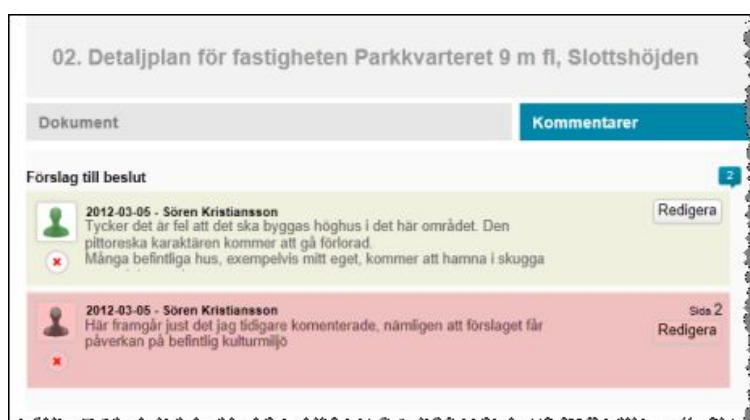 02. Detaljplan för fastigheten Parkkvarteret 9 m fl, Slottshöjden
Dokument
Kommentarer
Förslag till beslut
2
2012-03-05 - Sören Kristiansson
Redigera
Tycker det är fel att det ska byggas höghus i det här området. Den
pittoreska karaktären kommer att gå förlorad.
Många befintliga hus, exempelvis mitt eget, kommer att hamna i skugga
2012-03-05 - Sören Kristiansson
Sida 2
Här framgår just det jag tidigare komenterade, nämligen att förslaget får
Redigera
påverkan på befintlig kulturmiljö